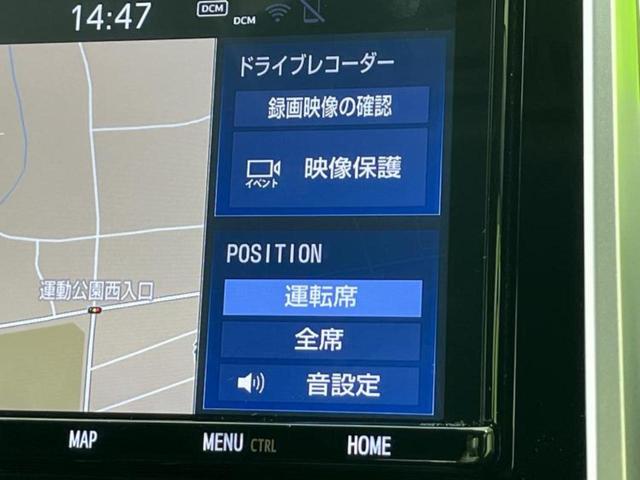 14:47
DCM
DCM
ドライブレコーダー
録画映像の確認
イベント
映像保護
POSITION
運転席
全席
音設定
運動公園西入口
MAP
MENU CTRL
HOME